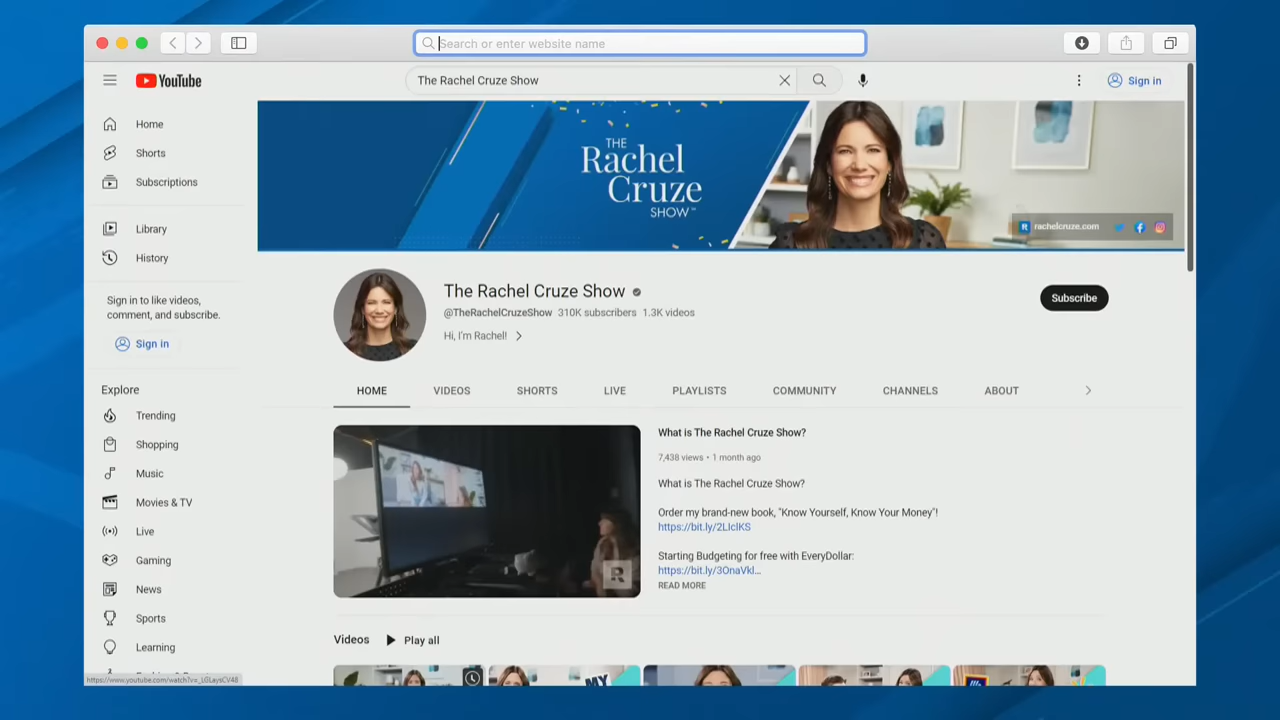 Search or enter website name
YouTube
The Rachel Cruze Show
Sign in
Home
Shorts
Subscriptions
Library
History
Sign in to like videos,
comment, and subscribe.
Sign in
Explore
Trending
Shopping
Music
Movies & TV
Live
Gaming
News
Sports
Learning
THE
Rachel
Cruze
SHOW™
R rachelcruze.com
The Rachel Cruze Show
@TheRachelCruzeShow 310K subscribers 1.3K videos
Hi, I'm Rachel!
Subscribe
HOME VIDEOS SHORTS LIVE PLAYLISTS COMMUNITY CHANNELS ABOUT
R
What is The Rachel Cruze Show?
7,438 views • 1 month ago
What is The Rachel Cruze Show?
Order my brand-new book, "Know Yourself, Know Your Money"!
https://bit.ly/2LIclKS
Starting Budgeting for free with EveryDollar:
https://bit.ly/3OnaVkl...
READ MORE
Videos Play all
MY